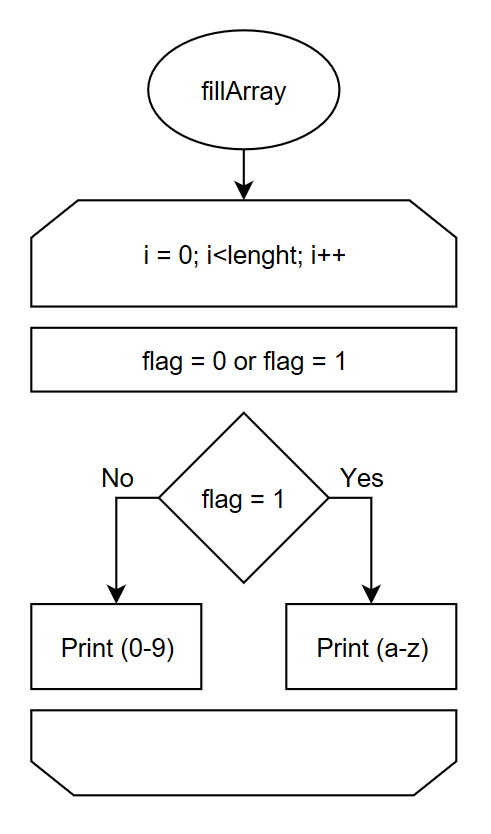 fillArray
i = 0; i<lenght; i++
flag = 0 or flag = 1
No
Yes
flag = 1
Print (0-9)
Print (a-z)